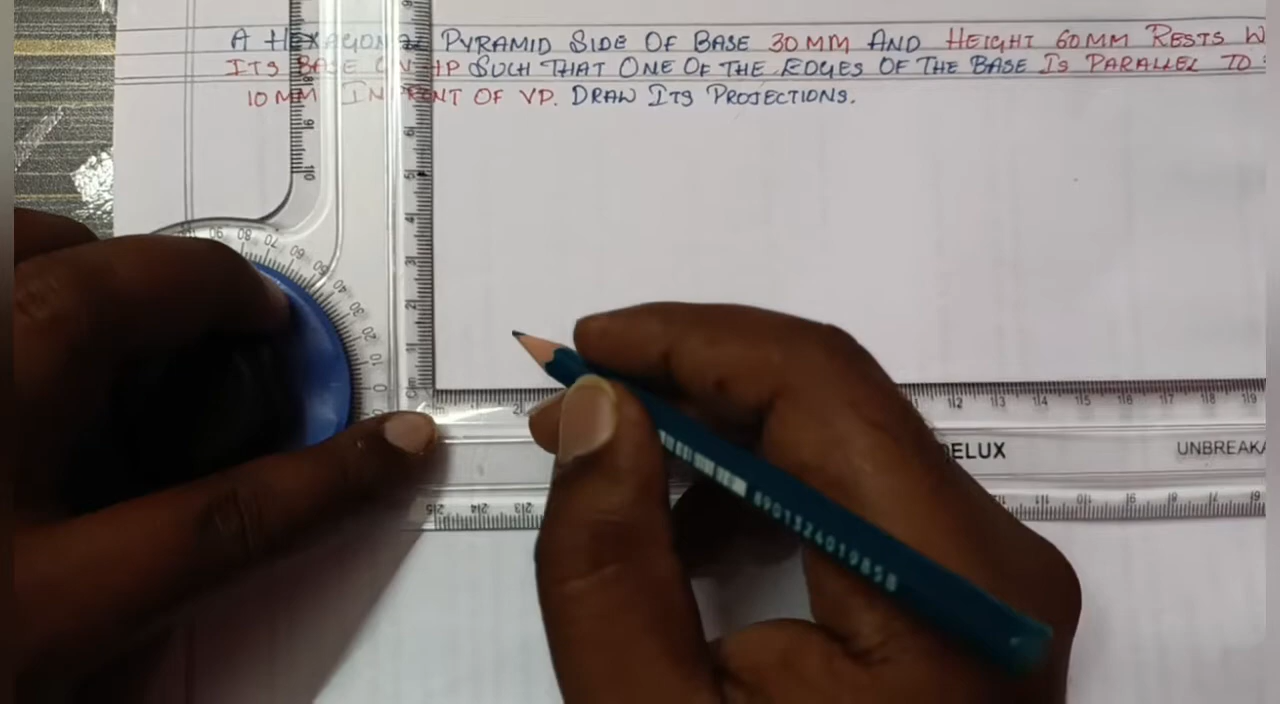 A HEXAGONAL PYRAMID SIDE OF BASE 30 MM AND HEIGHT 60 MM RESTS W
ITS BASE ON HP SUCH THAT ONE OF THE EDGES OF THE BASE IS PARALLEL TO
10 MM IN FRONT OF VP. DRAW ITS PROJECTIONS.
ELUX UNBREAKA
8901324019858